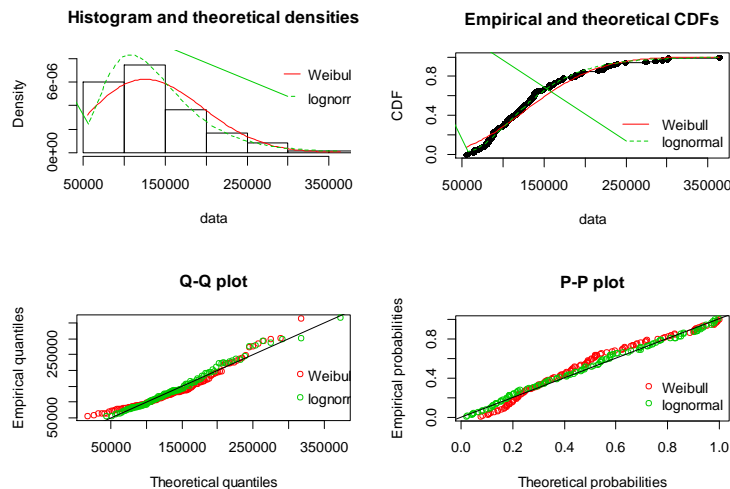 Histogram and theoretical densities
Density
0e+00
6e-06
Weibull
lognorm
50000 150000 250000 350000
data
Empirical and theoretical CDFs
CDF
0.0 0.4 0.8
Weibull
lognormal
50000 150000 250000 350000
data
Q-Q plot
Empirical quantiles
50000 250000
Weibull
lognorm
50000 150000 250000 350000
Theoretical quantiles
P-P plot
Empirical probabilities
0.0 0.4 0.8
Weibull
lognormal
0.0 0.2 0.4 0.6 0.8 1.0
Theoretical probabilities